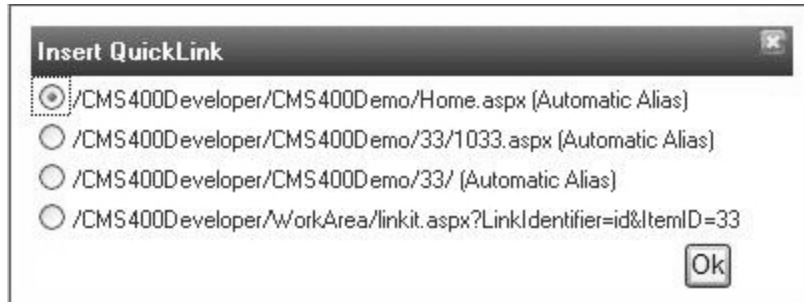 Insert QuickLink
/CMS400Developer/CMS400Demo/Home.aspx (Automatic Alias)
/CMS400Developer/CMS400Demo/33/1033.aspx (Automatic Alias)
/CMS400Developer/CMS400Demo/33/ (Automatic Alias)
/CMS400Developer/WorkArea/linkit.aspx?LinkIdentifier=id&ItemID=33
Ok